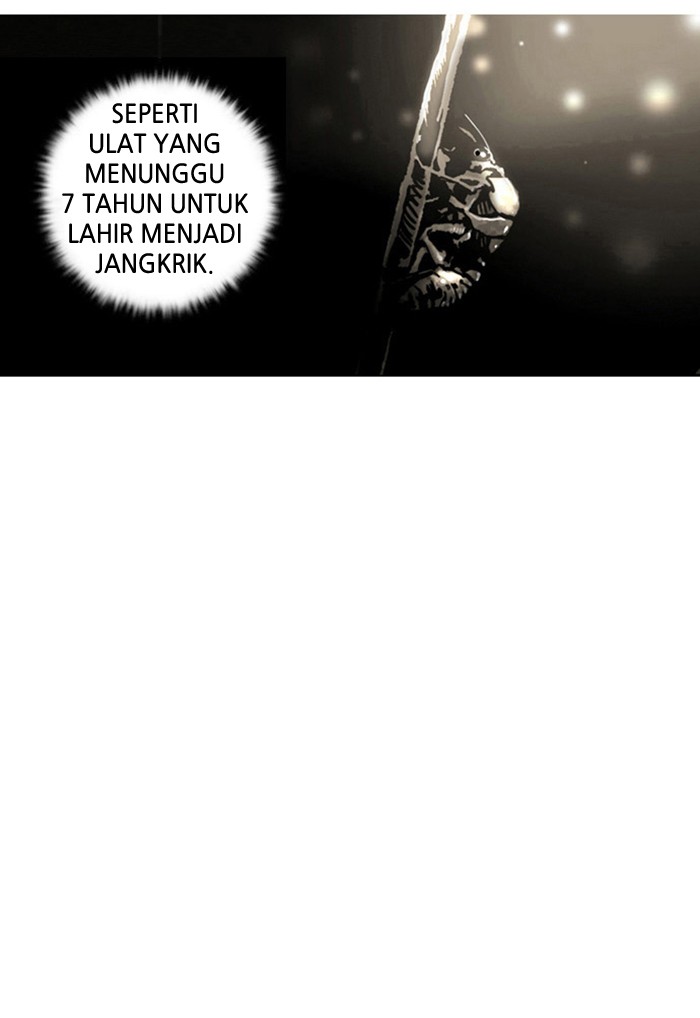 SEPERTI
ULAT YANG
MENUNGGU
7 TAHUN UNTUK
LAHIR MENJADI
JANGKRIK.